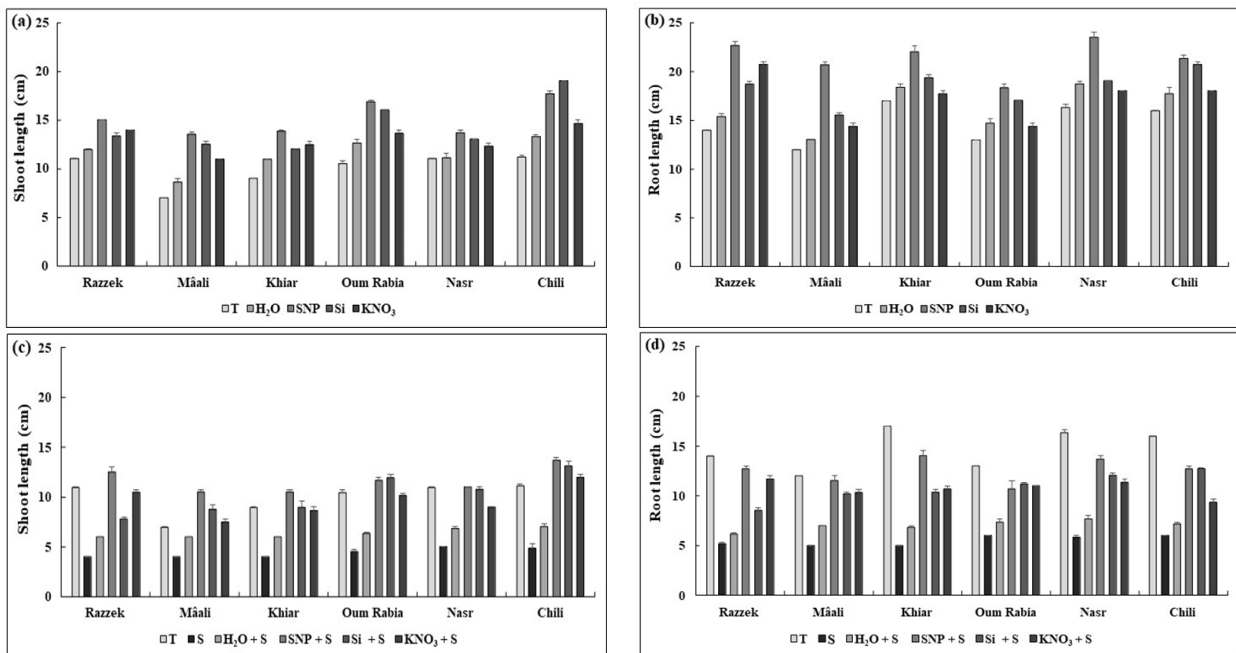 (a)
Shoot length (cm)
25
20
15
10
5
0
Razzek Mâali Khiar Oum Rabia Nasr Chili
T H₂O SNP Si KNO₃
(b)
Root length (cm)
25
20
15
10
5
0
Razzek Mâali Khiar Oum Rabia Nasr Chili
T H₂O SNP Si KNO₃
(c)
Shoot length (cm)
25
20
15
10
5
0
Razzek Mâali Khiar Oum Rabia Nasr Chili
T S H₂O + S SNP + S Si + S KNO₃ + S
(d)
Root length (cm)
25
20
15
10
5
0
Razzek Mâali Khiar Oum Rabia Nasr Chili
T S H₂O + S SNP + S Si + S KNO₃ + S